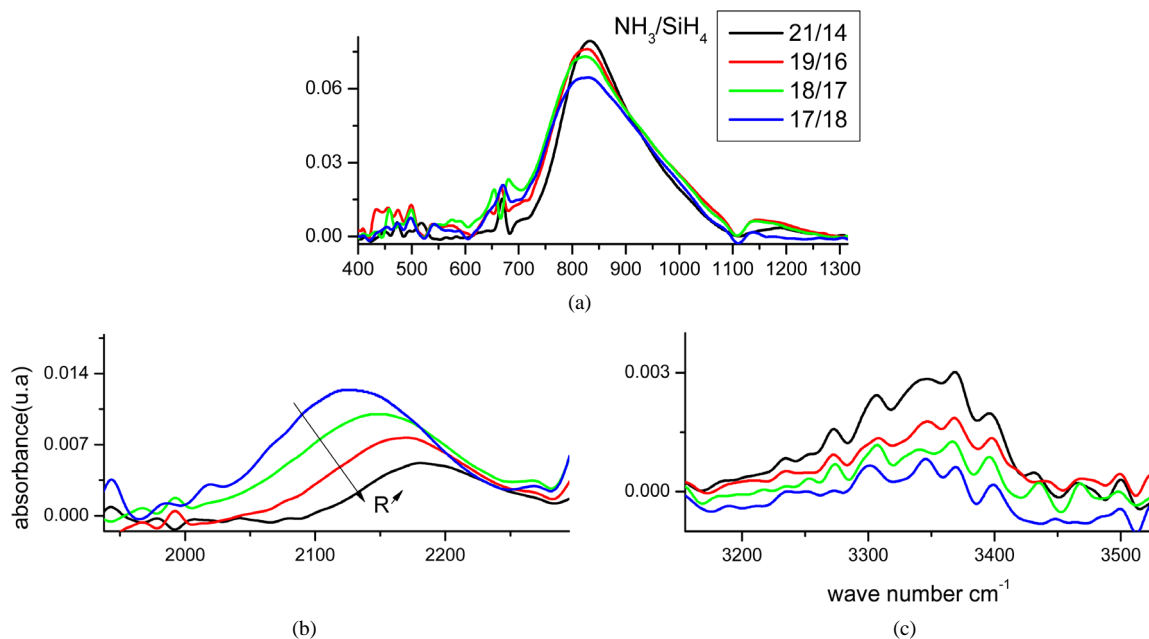 NH₃/SiH₄
21/14
19/16
18/17
17/18
0.06
0.03
0.00
400 500 600 700 800 900 1000 1100 1200 1300
(a)
absorbance(u.a)
0.014
0.007
0.000
R
2000 2100 2200
(b)
0.003
0.000
3200 3300 3400 3500
wave number cm⁻¹
(c)